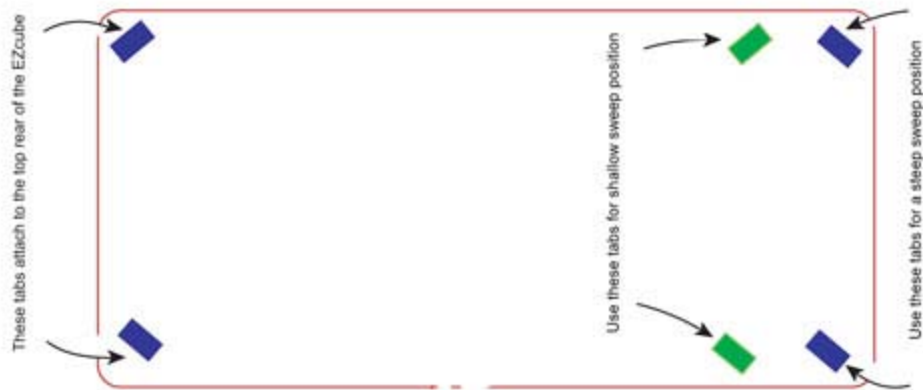 These tabs attach to the top rear of the EZcube
Use these tabs for shallow sweep position
Use these tabs for a steep sweep position